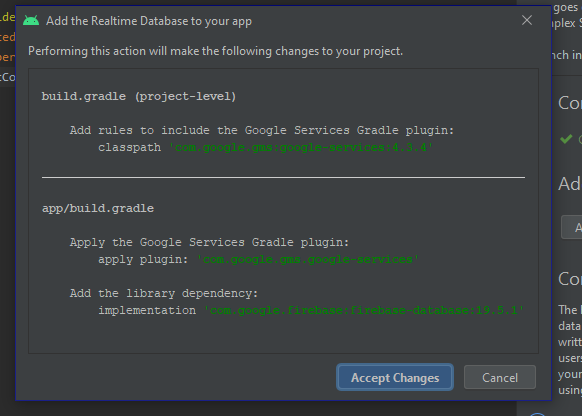 Add the Realtime Database to your app
Performing this action will make the following changes to your project.
build.gradle (project-level)
Add rules to include the Google Services Gradle plugin:
classpath 'com.google.gms:google-services:4.3.4'
app/build.gradle
Apply the Google Services Gradle plugin:
apply plugin: 'com.google.gms.google-services'
Add the library dependency:
implementation 'com.google.firebase:firebase-database:19.5.1'
Accept Changes
Cancel
goes
nplex S
nch in
Co
Ad
A
Co
The
data
writt
users
your
using